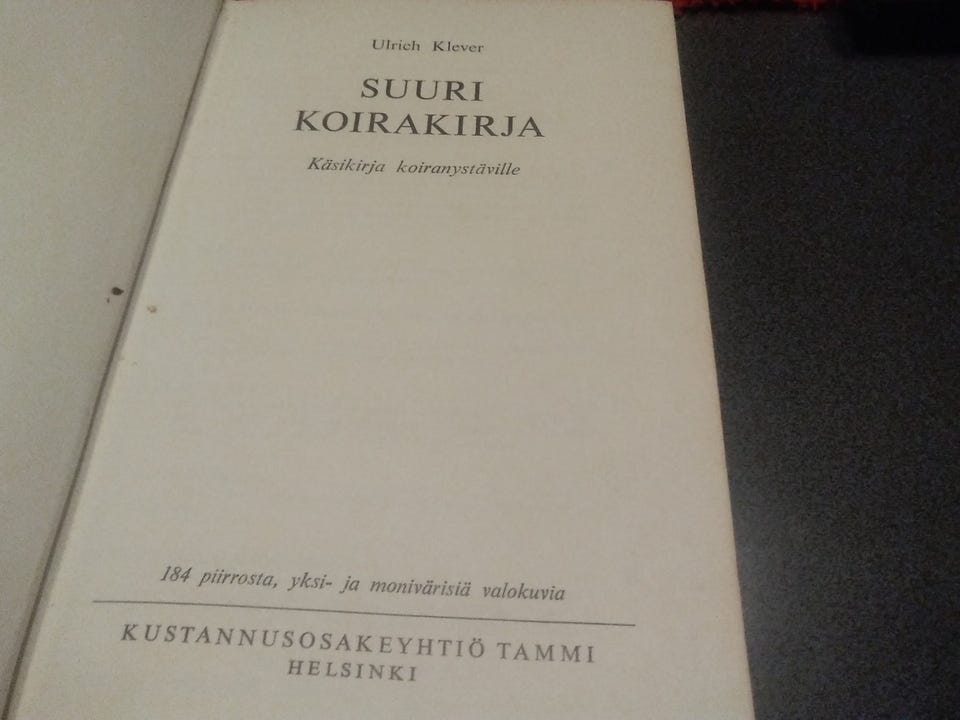 Ulrich Klever
SUURI
KOIRAKIRJA
Käsikirja koiranystäville
184 piirrosta, yksi- ja monivärisiä valokuvia
KUSTANNUSOSAKEYHTIÖ TAMMI
HELSINKI